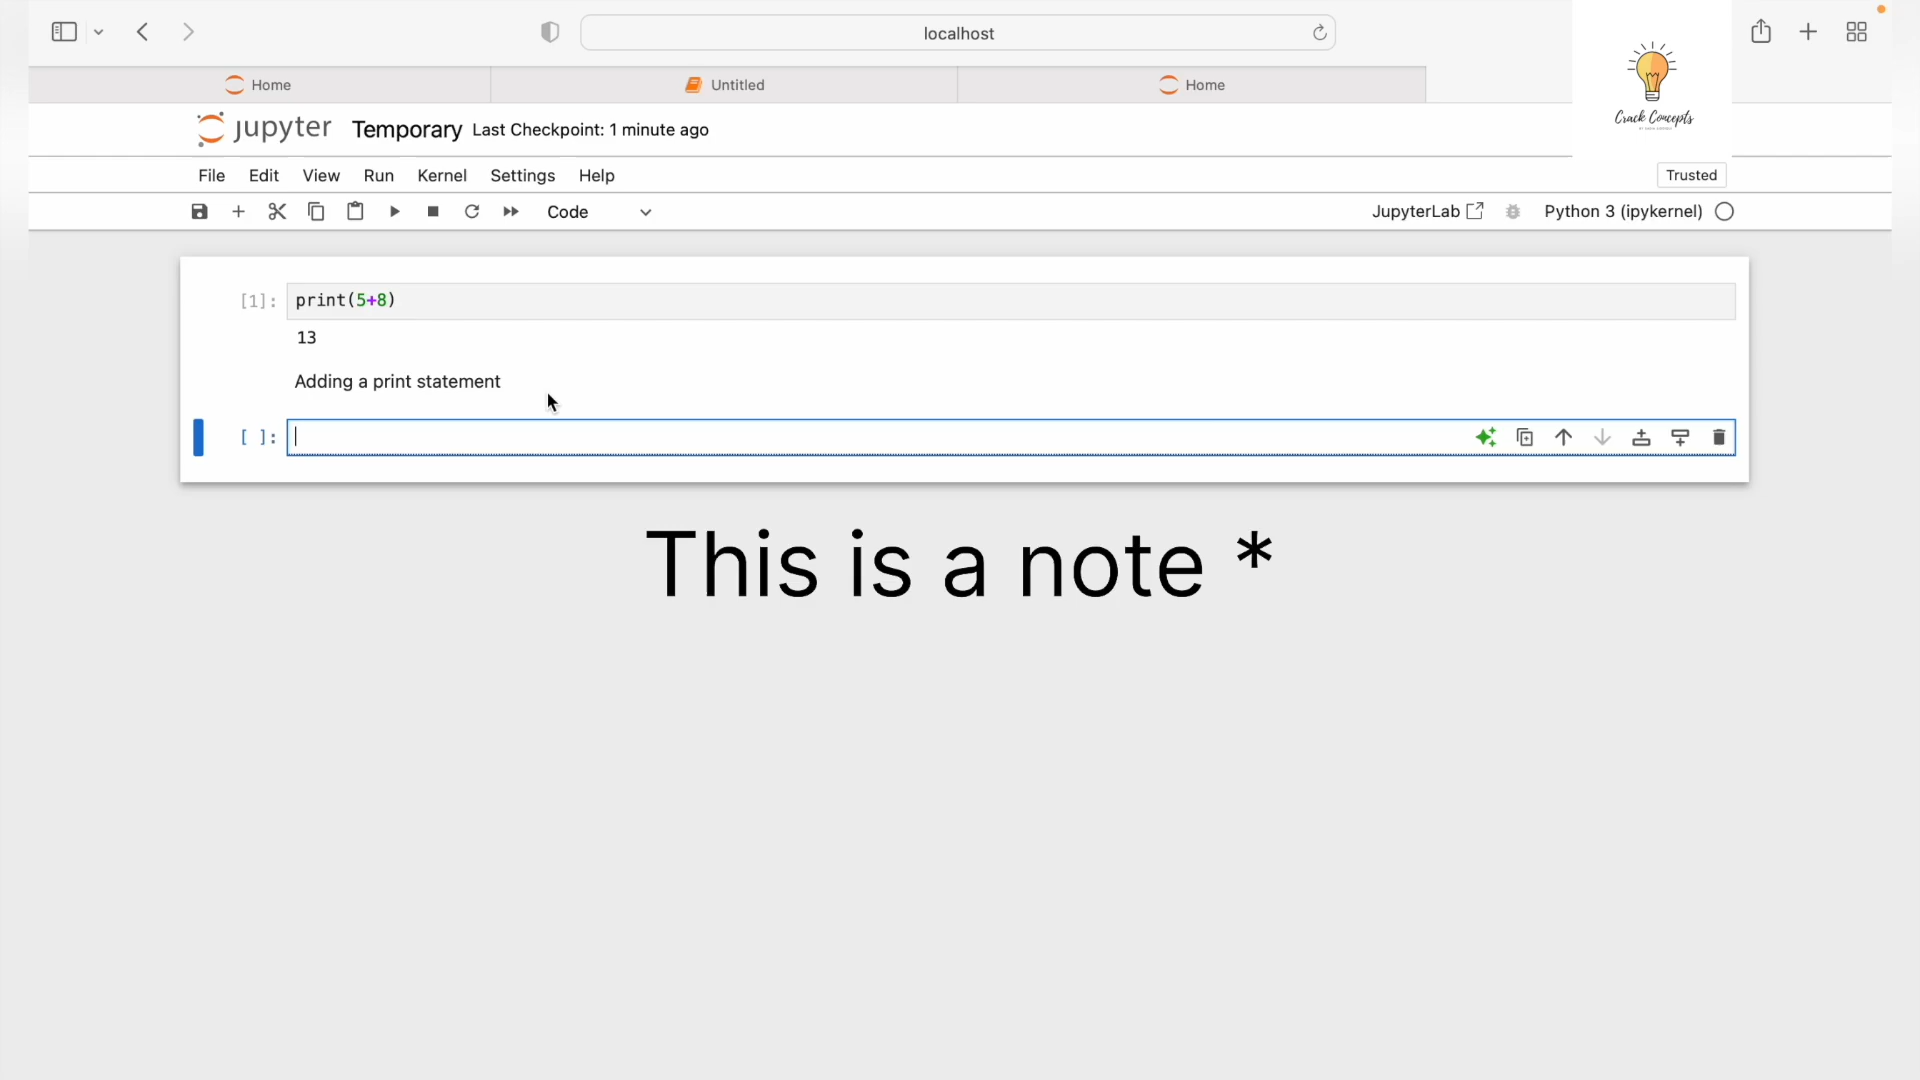 localhost
Home
Untitled
Home
Crack Concepts
jupyter Temporary Last Checkpoint: 1 minute ago
File Edit View Run Kernel Settings Help
Trusted
Code
JupyterLab
Python 3 (ipykernel)
[1]: print(5+8)
13
Adding a print statement
[ ]:
This is a note *